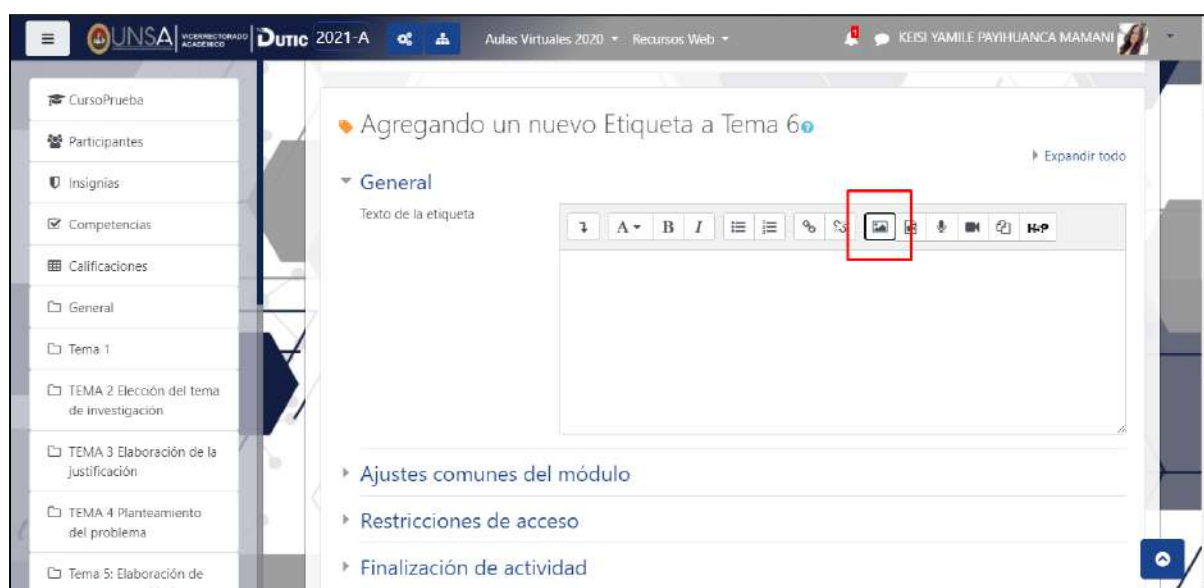 UNSA VICERRECTORADO ACADÉMICO DUTIC 2021-A Aulas Virtuales 2020 Recursos Web 1 KEISI YAMILE PAYIHUANCA MAMANI
CursoPrueba
Participantes
Insignias
Competencias
Calificaciones
General
Tema 1
TEMA 2 Elección del tema
de investigación
TEMA 3 Elaboración de la
justificación
TEMA 4 Planteamiento
del problema
Tema 5: Elaboración de
Agregando un nuevo Etiqueta a Tema 6
Expandir todo
General
Texto de la etiqueta
A B I H-P
Ajustes comunes del módulo
Restricciones de acceso
Finalización de actividad